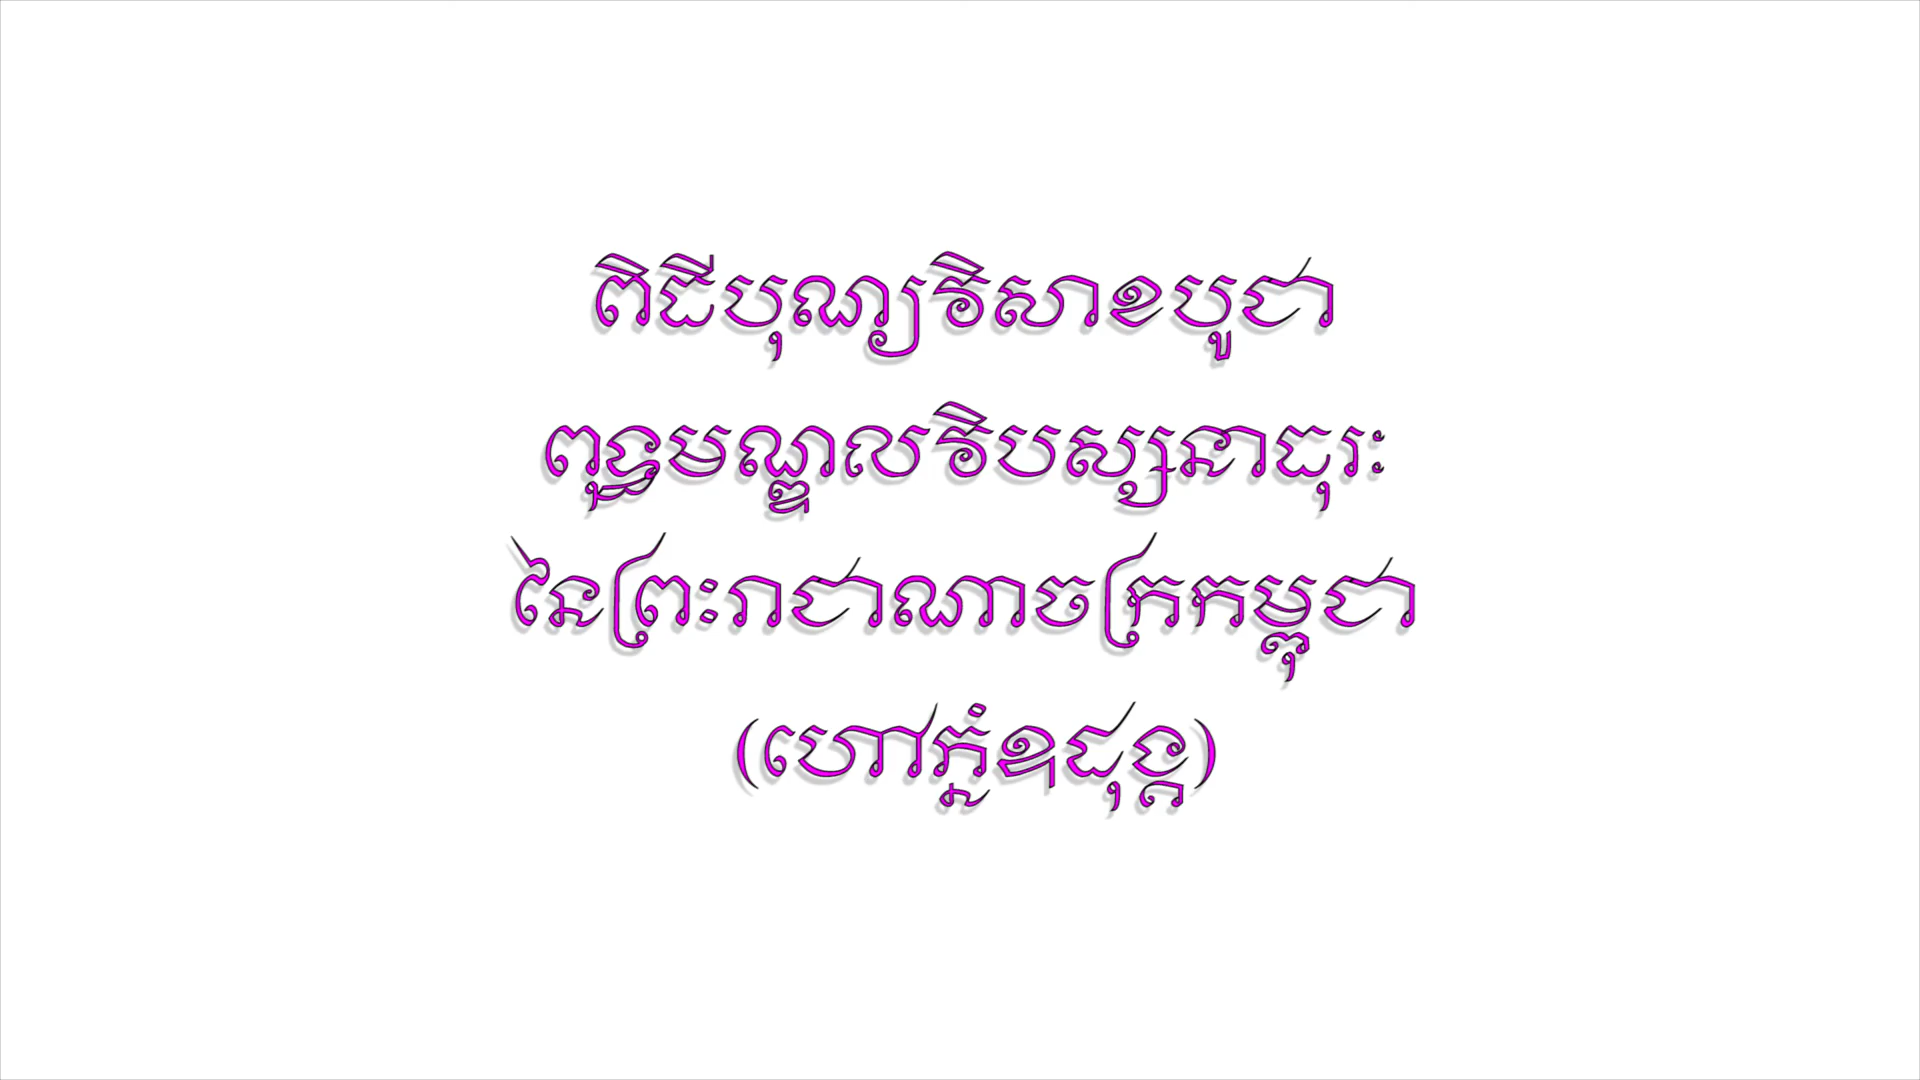 ពិធីបុណ្យវិសាខបូជា
ពុទ្ធមណ្ឌលវិបស្សនាធុរៈ
នៃព្រះរាជាណាចក្រកម្ពុជា
(ហៅភ្នំឧដុង្គ)